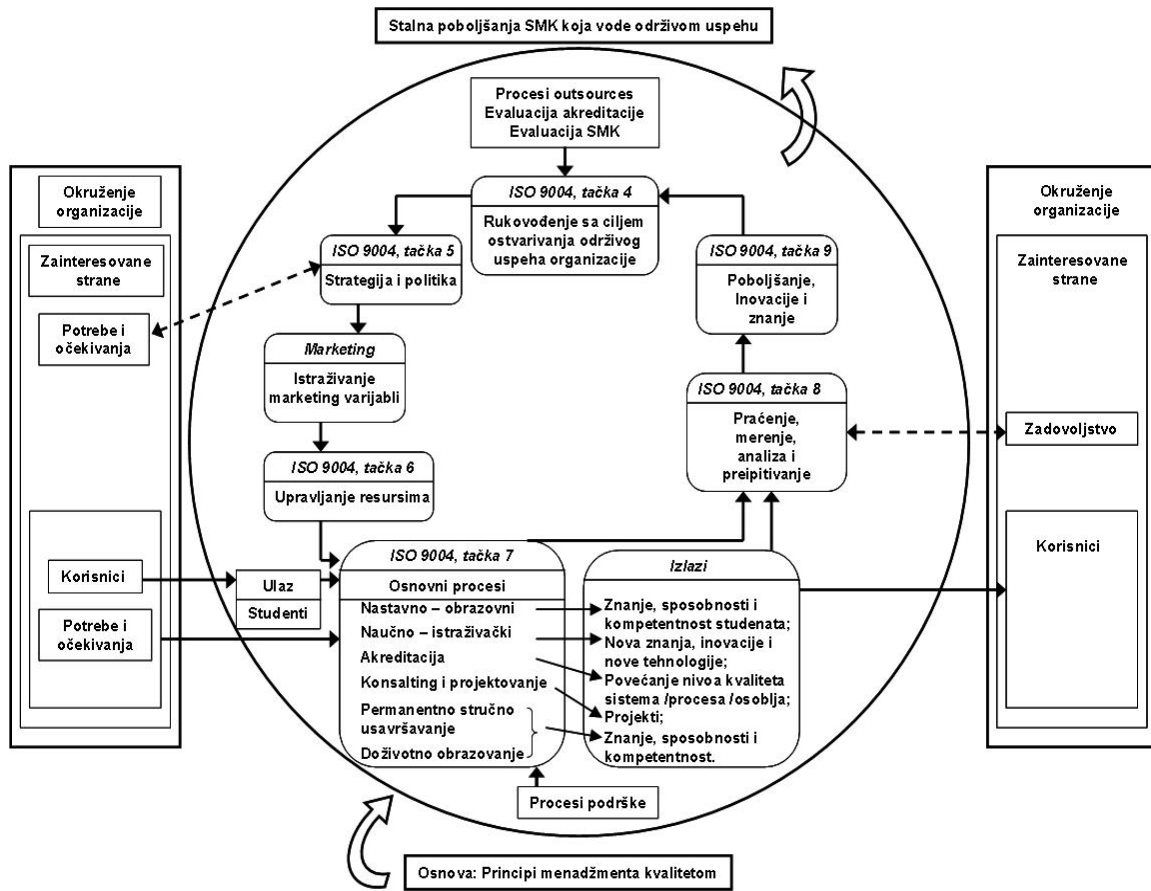 Stalna poboljšanja SMK koja vode održivom uspehu
Procesi outsources
Evaluacija akreditacije
Evaluacija SMK
Okruženje
organizacije
Zainteresovane
strane
Potrebe i
očekivanja
Korisnici
Potrebe i
očekivanja
ISO 9004, tačka 4
Rukovođenje sa ciljem
ostvarivanja održivog
uspeha organizacije
ISO 9004, tačka 5
Strategija i politika
Marketing
Istraživanje
marketing varijabli
ISO 9004, tačka 6
Upravljanje resursima
Ulaz
Studenti
ISO 9004, tačka 7
Osnovni procesi
Nastavno – obrazovni
Naučno – istraživački
Akreditacija
Konsalting i projektovanje
Permanentno stručno
usavršavanje
Doživotno obrazovanje
Izlazi
Znanje, sposobnosti i
kompetentnost studenata;
Nova znanja, inovacije i
nove tehnologije;
Povećanje nivoa kvaliteta
sistema /procesa /osoblja;
Projekti;
Znanje, sposobnosti i
kompetentnost.
Procesi podrške
ISO 9004, tačka 8
Praćenje,
merenje,
analiza i
preipitivanje
ISO 9004, tačka 9
Poboljšanje,
Inovacije i
znanje
Okruženje
organizacije
Zainteresovane
strane
Zadovoljstvo
Korisnici
Osnova: Principi menadžmenta kvalitetom